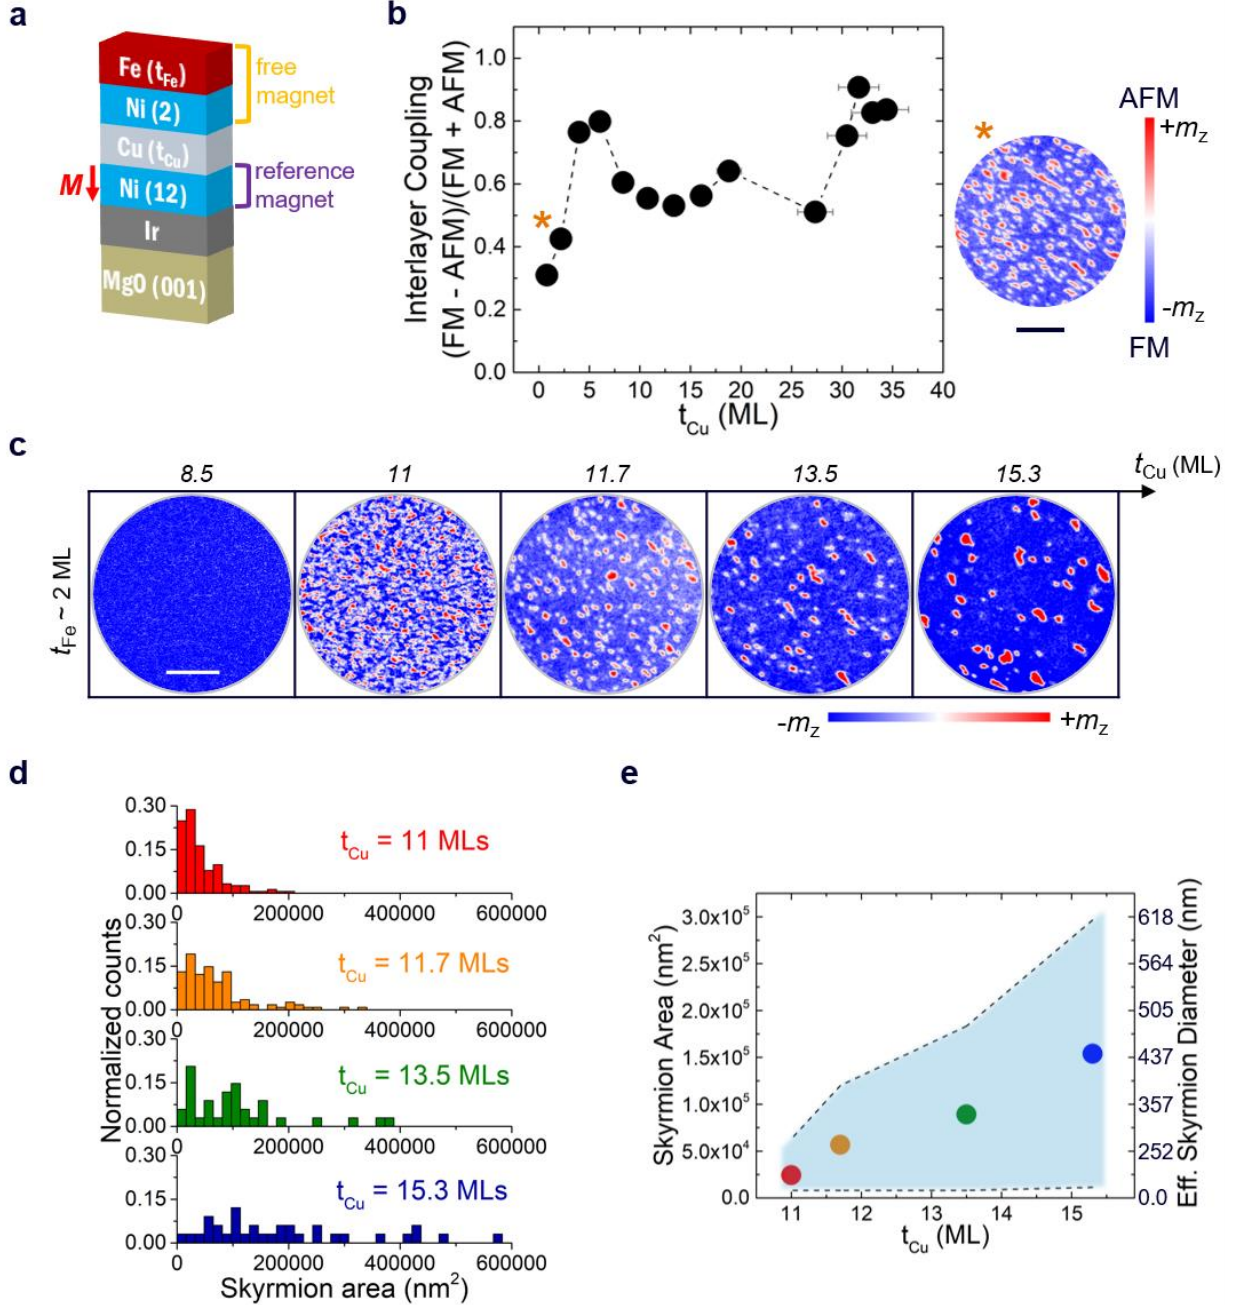 a
Fe (tFe)
Ni (2)
Cu (tCu)
Ni (12)
Ir
MgO (001)
M
free
magnet
reference
magnet
b
Interlayer Coupling
(FM - AFM)/(FM + AFM)
1.0
0.8
0.6
0.4
0.2
0.0
*
0 5 10 15 20 25 30 35 40
tCu (ML)
*
AFM
+mz
-mz
FM
c
8.5 11 11.7 13.5 15.3 tCu (ML)
tFe ~ 2 ML
-mz +mz
d
Normalized counts
0.30
0.15
0.00
tCu = 11 MLs
0 200000 400000 600000
0.30
0.15
0.00
tCu = 11.7 MLs
0 200000 400000 600000
0.30
0.15
0.00
tCu = 13.5 MLs
0 200000 400000 600000
0.30
0.15
0.00
tCu = 15.3 MLs
0 200000 400000 600000
Skyrmion area (nm²)
e
Skyrmion Area (nm²)
3.0x10⁵
2.5x10⁵
2.0x10⁵
1.5x10⁵
1.0x10⁵
5.0x10⁴
0.0
11 12 13 14 15
tCu (ML)
618
564
505
437
357
252
0.0
Eff. Skyrmion Diameter (nm)